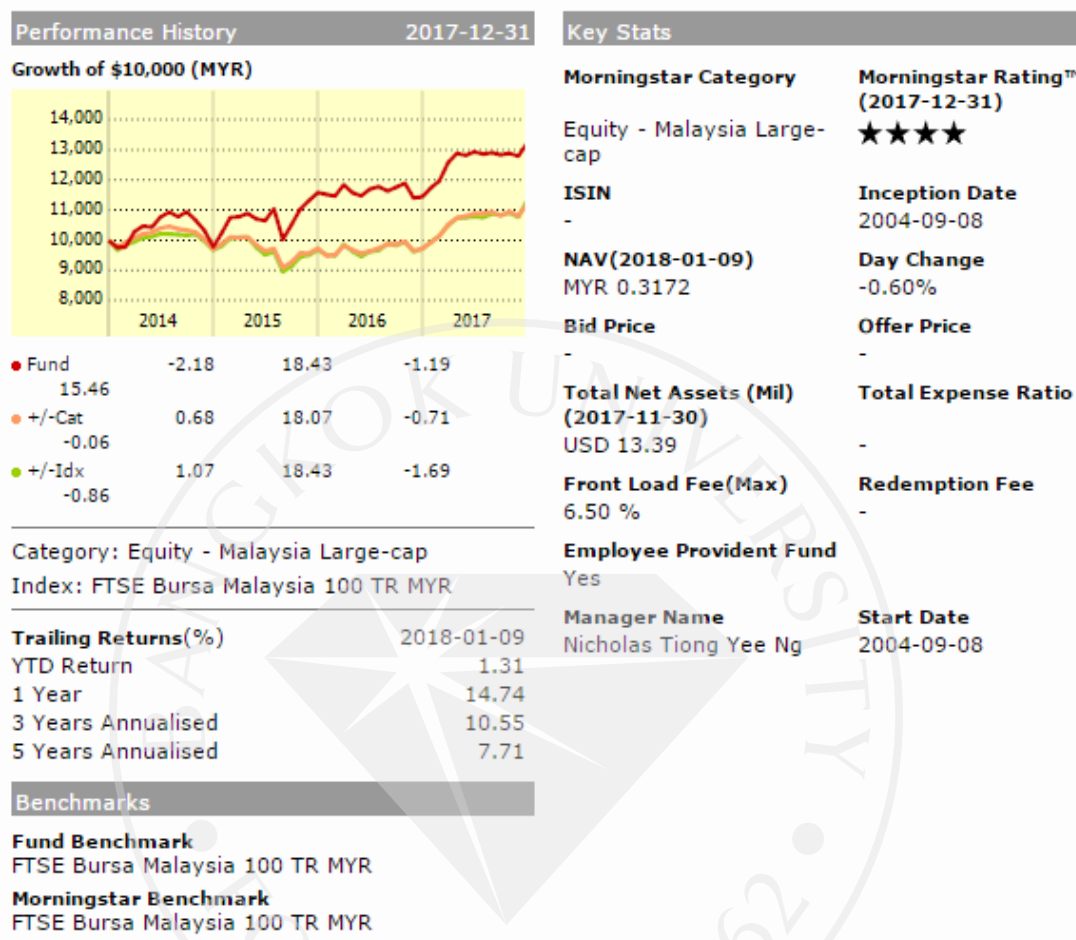 Performance History 2017-12-31
Growth of $10,000 (MYR)
14,000
13,000
12,000
11,000
10,000
9,000
8,000
2014 2015 2016 2017
Fund -2.18 18.43 -1.19
15.46
+/-Cat 0.68 18.07 -0.71
-0.06
+/-Idx 1.07 18.43 -1.69
-0.86
Category: Equity - Malaysia Large-cap
Index: FTSE Bursa Malaysia 100 TR MYR
Trailing Returns(%) 2018-01-09
YTD Return 1.31
1 Year 14.74
3 Years Annualised 10.55
5 Years Annualised 7.71
Benchmarks
Fund Benchmark
FTSE Bursa Malaysia 100 TR MYR
Morningstar Benchmark
FTSE Bursa Malaysia 100 TR MYR
Key Stats
Morningstar Category Morningstar Rating™
(2017-12-31)
Equity - Malaysia Large-
cap
★★★★
ISIN Inception Date
- 2004-09-08
NAV(2018-01-09) Day Change
MYR 0.3172 -0.60%
Bid Price Offer Price
- -
Total Net Assets (Mil) Total Expense Ratio
(2017-11-30)
USD 13.39 -
Front Load Fee(Max) Redemption Fee
6.50 % -
Employee Provident Fund
Yes
Manager Name Start Date
Nicholas Tiong Yee Ng 2004-09-08
BANGKOK UNIVERSITY